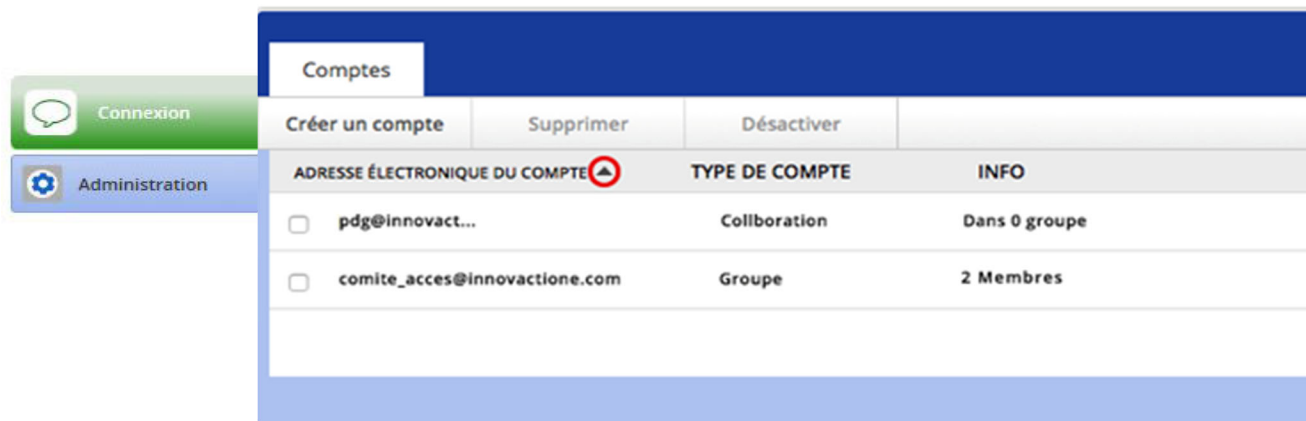 Connexion
Administration
Comptes
Créer un compte Supprimer Désactiver
ADRESSE ÉLECTRONIQUE DU COMPTE TYPE DE COMPTE INFO
pdg@innovact... Collboration Dans 0 groupe
comite_acces@innovactione.com Groupe 2 Membres